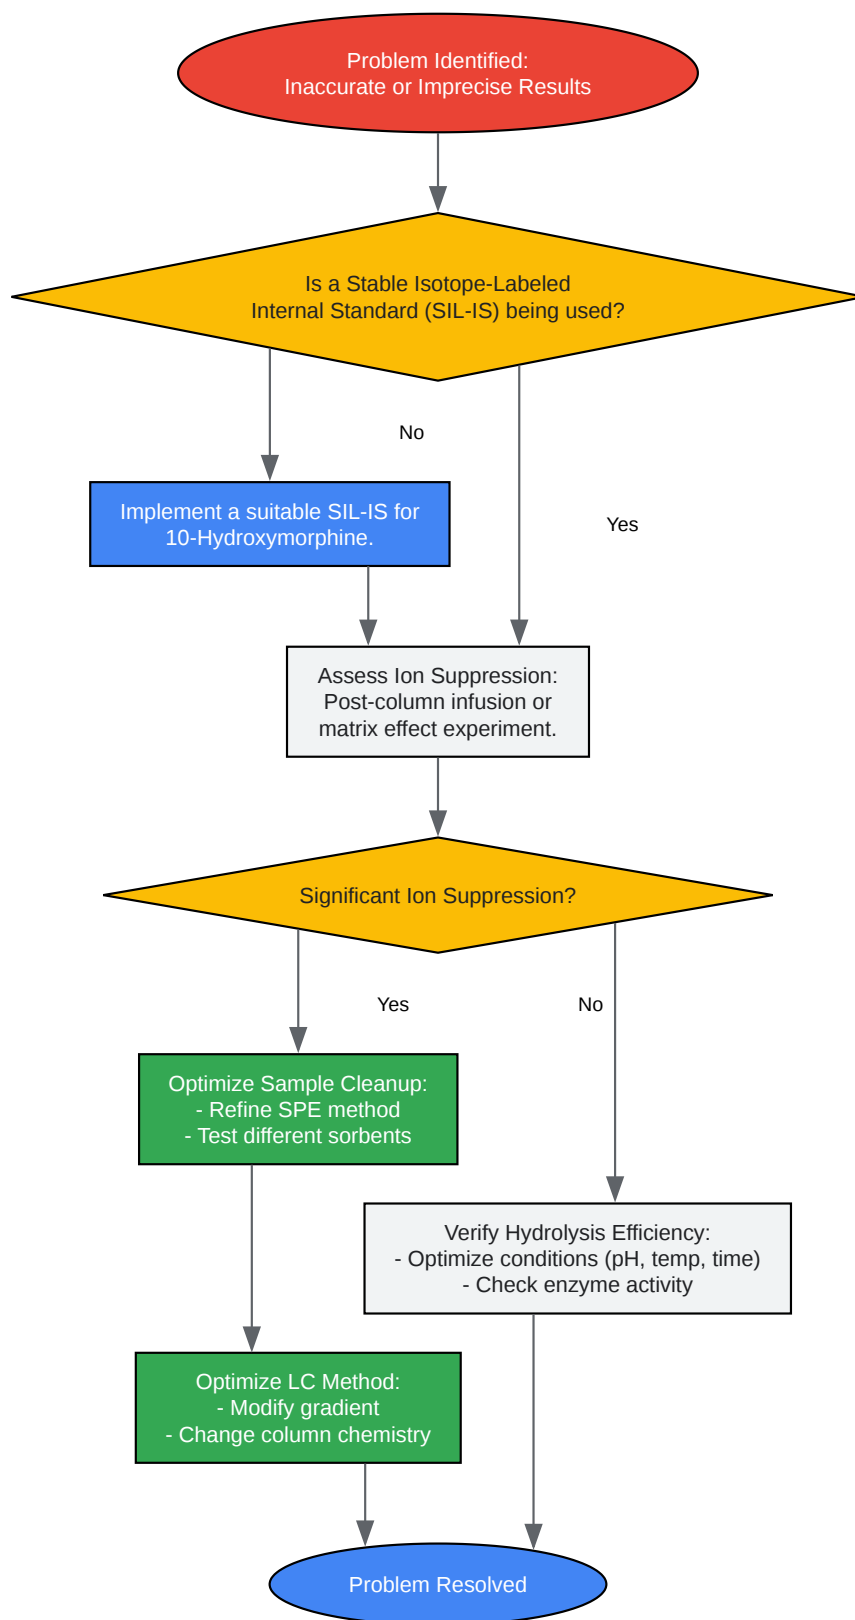 Problem Identified:
Inaccurate or Imprecise Results
Is a Stable Isotope-Labeled
Internal Standard (SIL-IS) being used?
No
Implement a suitable SIL-IS for
10-Hydroxymorphine.
Yes
Assess Ion Suppression:
Post-column infusion or
matrix effect experiment.
Significant Ion Suppression?
Yes
No
Optimize Sample Cleanup:
- Refine SPE method
- Test different sorbents
Verify Hydrolysis Efficiency:
- Optimize conditions (pH, temp, time)
- Check enzyme activity
Optimize LC Method:
- Modify gradient
- Change column chemistry
Problem Resolved